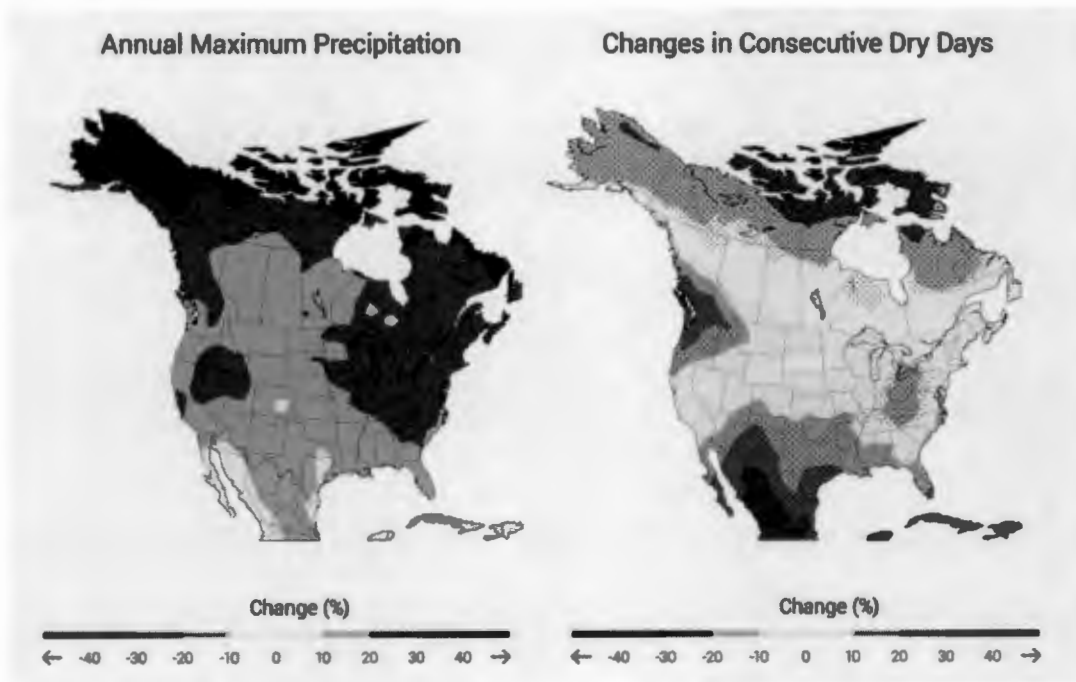 Annual Maximum Precipitation
Changes in Consecutive Dry Days
Change (%)
← -40 -30 -20 -10 0 10 20 30 40 →
Change (%)
← -40 -30 -20 -10 0 10 20 30 40 →